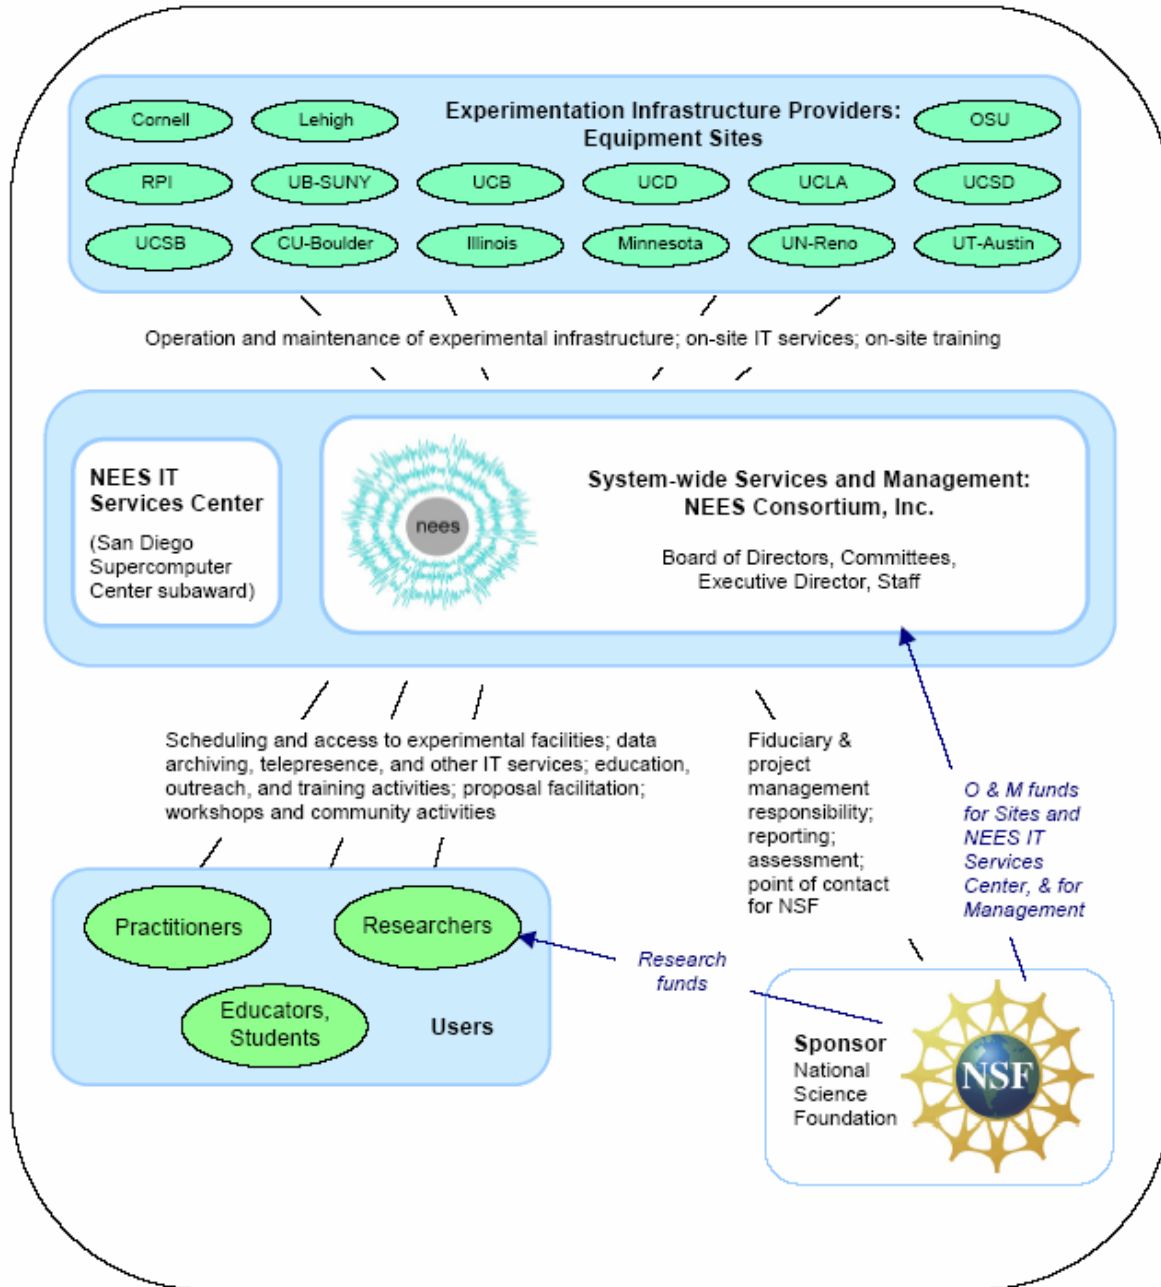 Experimentation Infrastructure Providers:
Equipment Sites
Cornell
Lehigh
OSU
RPI
UB-SUNY
UCB
UCD
UCLA
UCSD
UCSB
CU-Boulder
Illinois
Minnesota
UN-Reno
UT-Austin
Operation and maintenance of experimental infrastructure; on-site IT services; on-site training
NEES IT
Services Center
(San Diego
Supercomputer
Center subaward)
nees
System-wide Services and Management:
NEES Consortium, Inc.
Board of Directors, Committees,
Executive Director, Staff
Scheduling and access to experimental facilities; data
archiving, telepresence, and other IT services; education,
outreach, and training activities; proposal facilitation;
workshops and community activities
Fiduciary &
project
management
responsibility;
reporting;
assessment;
point of contact
for NSF
O & M funds
for Sites and
NEES IT
Services
Center, & for
Management
Practitioners
Researchers
Educators,
Students
Users
Research
funds
Sponsor
National
Science
Foundation
NSF